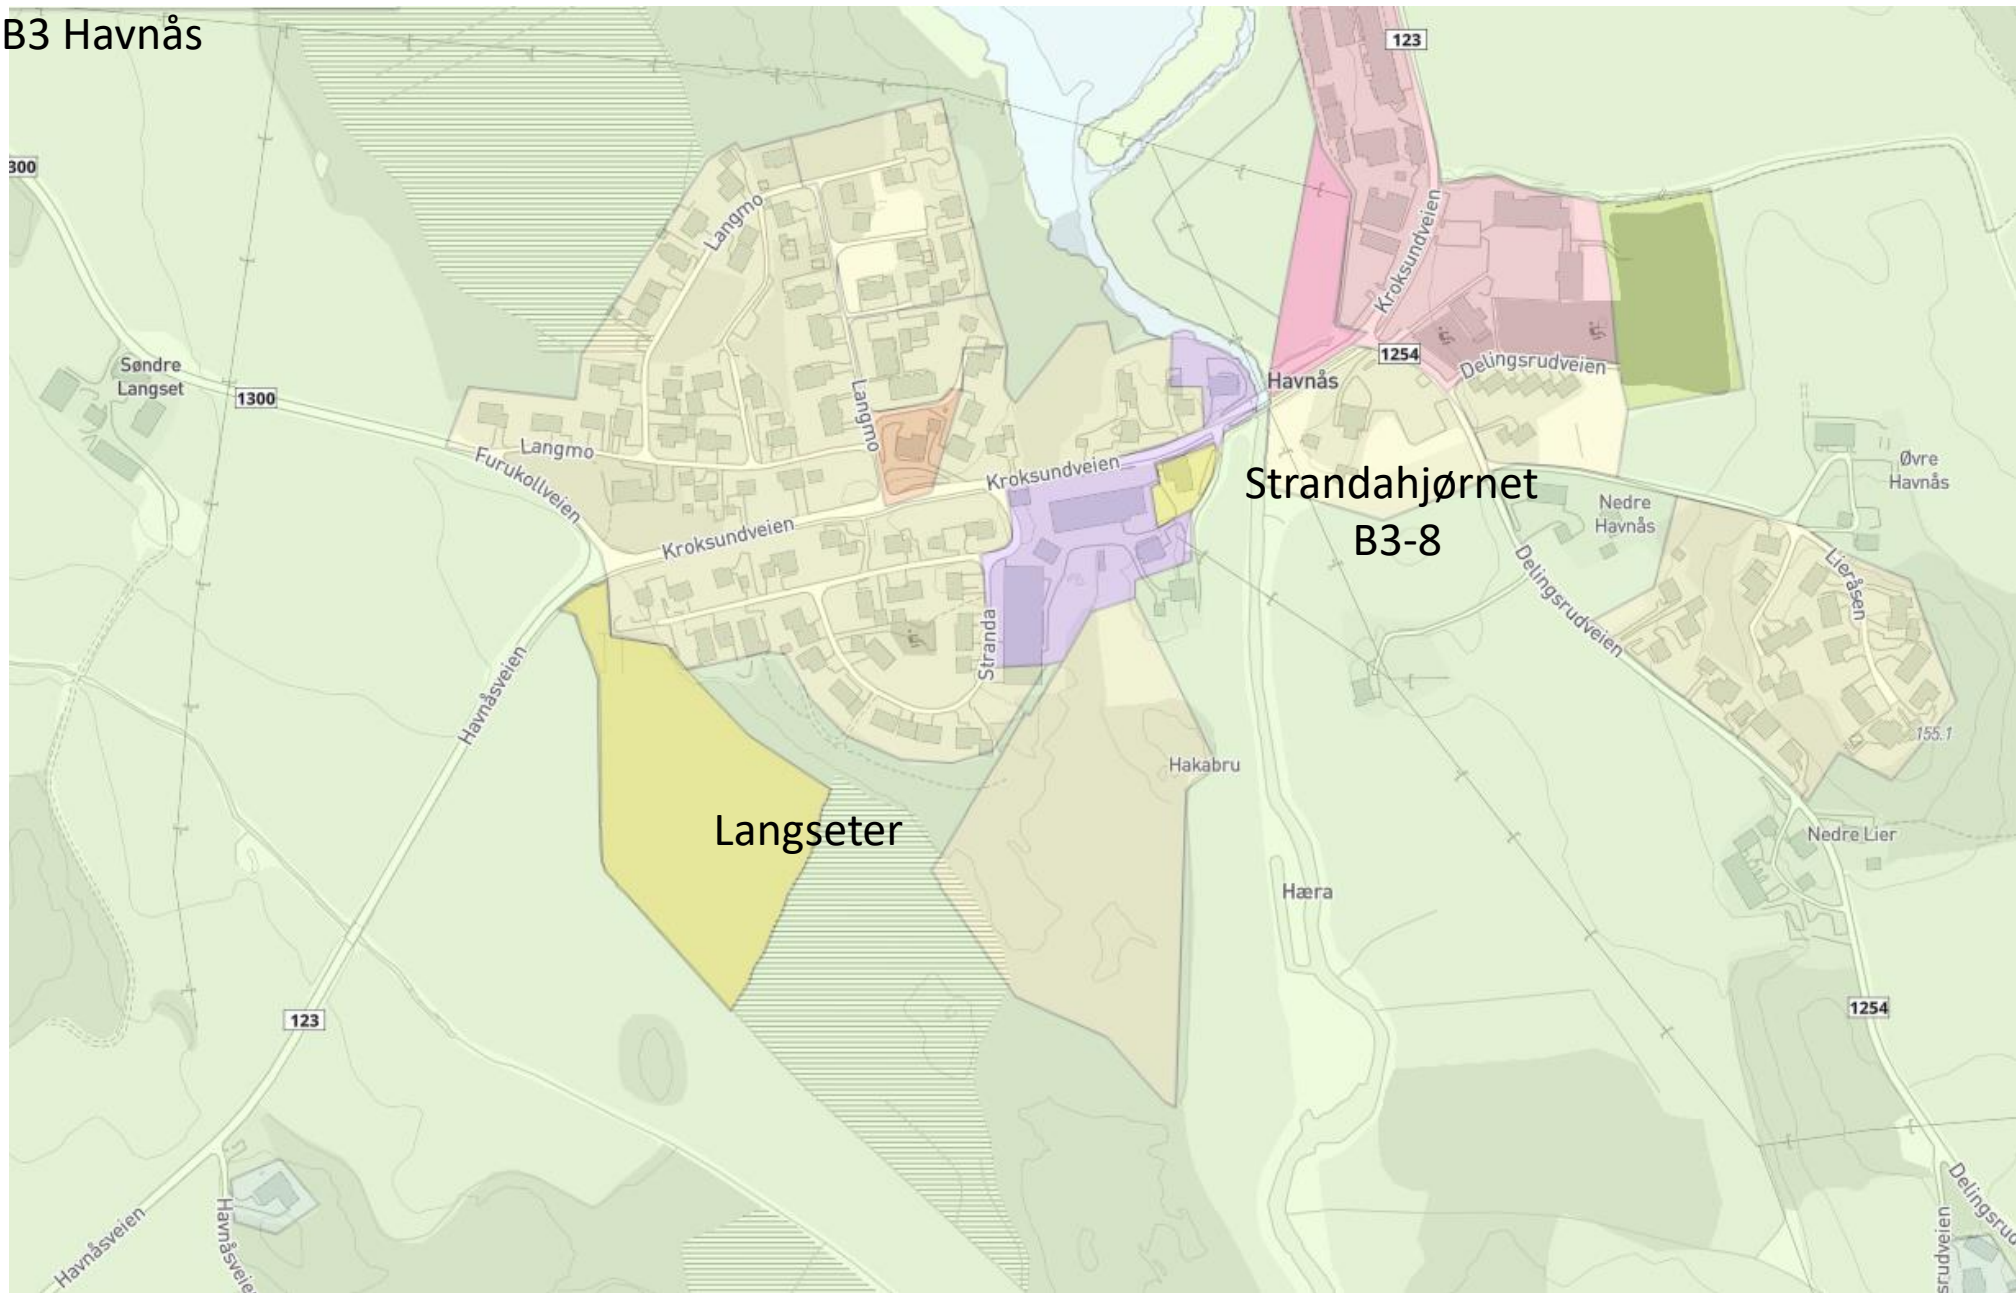 B3 Havnås
123
300
Langmo
Kroksundveien
Søndre
Langset
1254
Delingsrudveien
Havnås
1300
Langmo
Langmo
Furukollveien
Kroksundveien
Øvre
Havnås
Strandahjørnet
B3-8
Nedre
Havnås
Kroksundveien
Delingsrudveien
Lieråsen
Stranda
Havnåsveien
155.1
Hakabru
Langseter
Nedre Lier
Hæra
123
1254
Havnåsveien
Havnåsveie
Delingsrud
srudveien